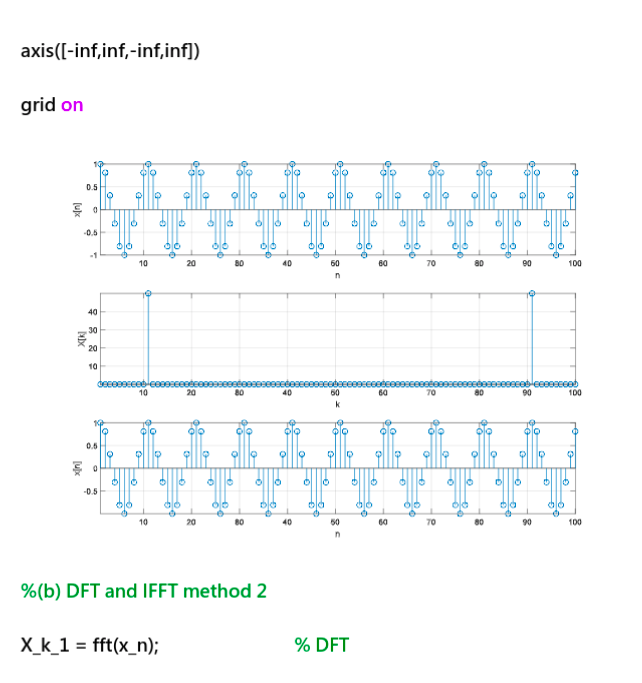 axis([-inf,inf,-inf,inf])
grid on
1
0.5
0
-0.5
-1
x[n]
10 20 30 40 50 60 70 80 90 100
n
40
30
20
10
X[k]
10 20 30 40 50 60 70 80 90 100
k
1
0.5
0
-0.5
x[n]
10 20 30 40 50 60 70 80 90 100
n
%(b) DFT and IFFT method 2
X_k_1 = fft(x_n); % DFT